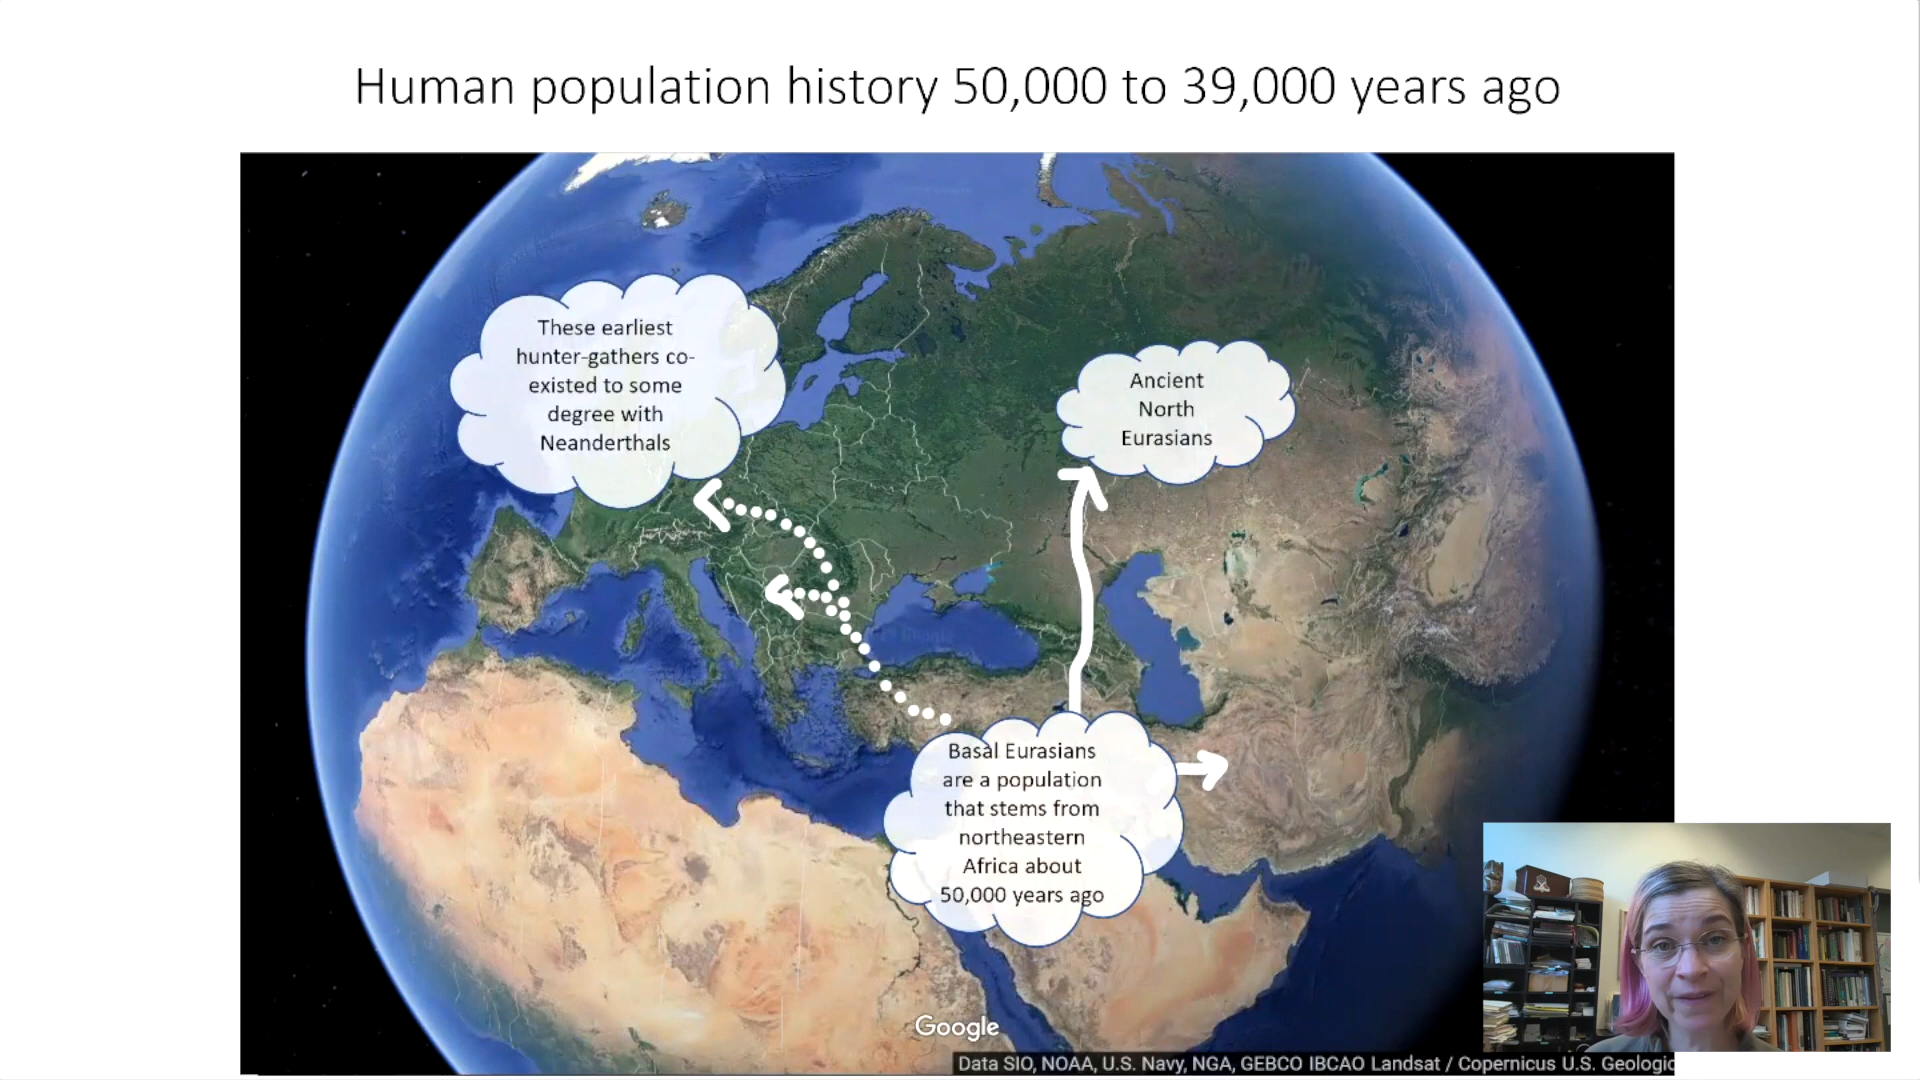 Human population history 50,000 to 39,000 years ago
These earliest
hunter-gathers co-
existed to some
degree with
Neanderthals
Ancient
North
Eurasians
Basal Eurasians
are a population
that stems from
northeastern
Africa about
50,000 years ago
Google
Data SIO, NOAA, U.S. Navy, NGA, GEBCO IBCAO Landsat / Copernicus U.S. Geologic